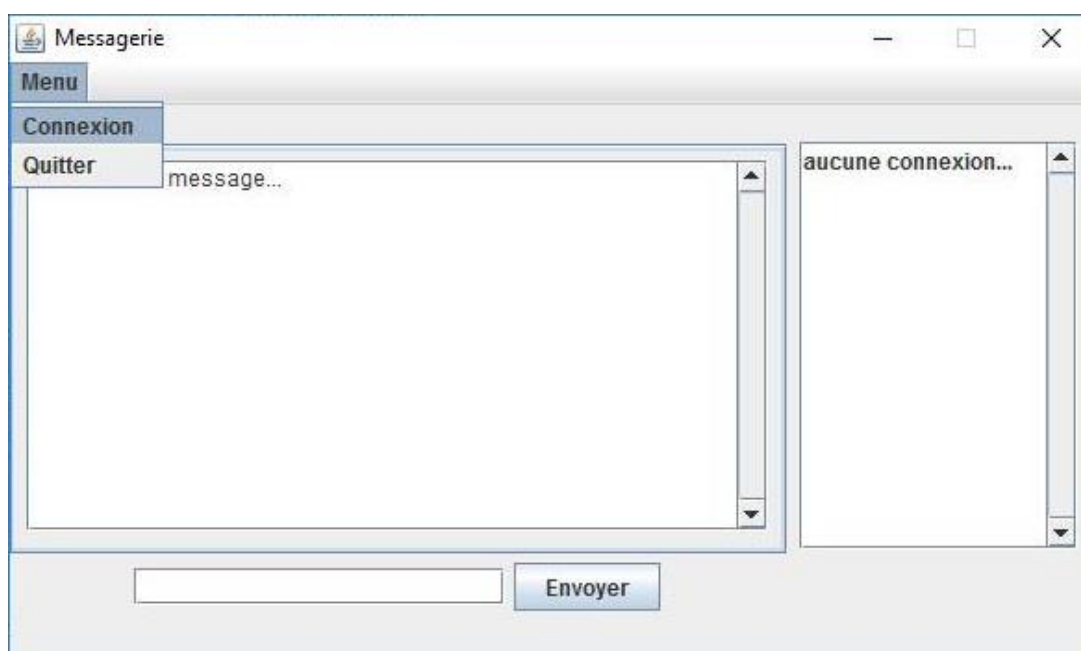 Messagerie
Menu
Connexion
Quitter
message...
aucune connexion...
Envoyer